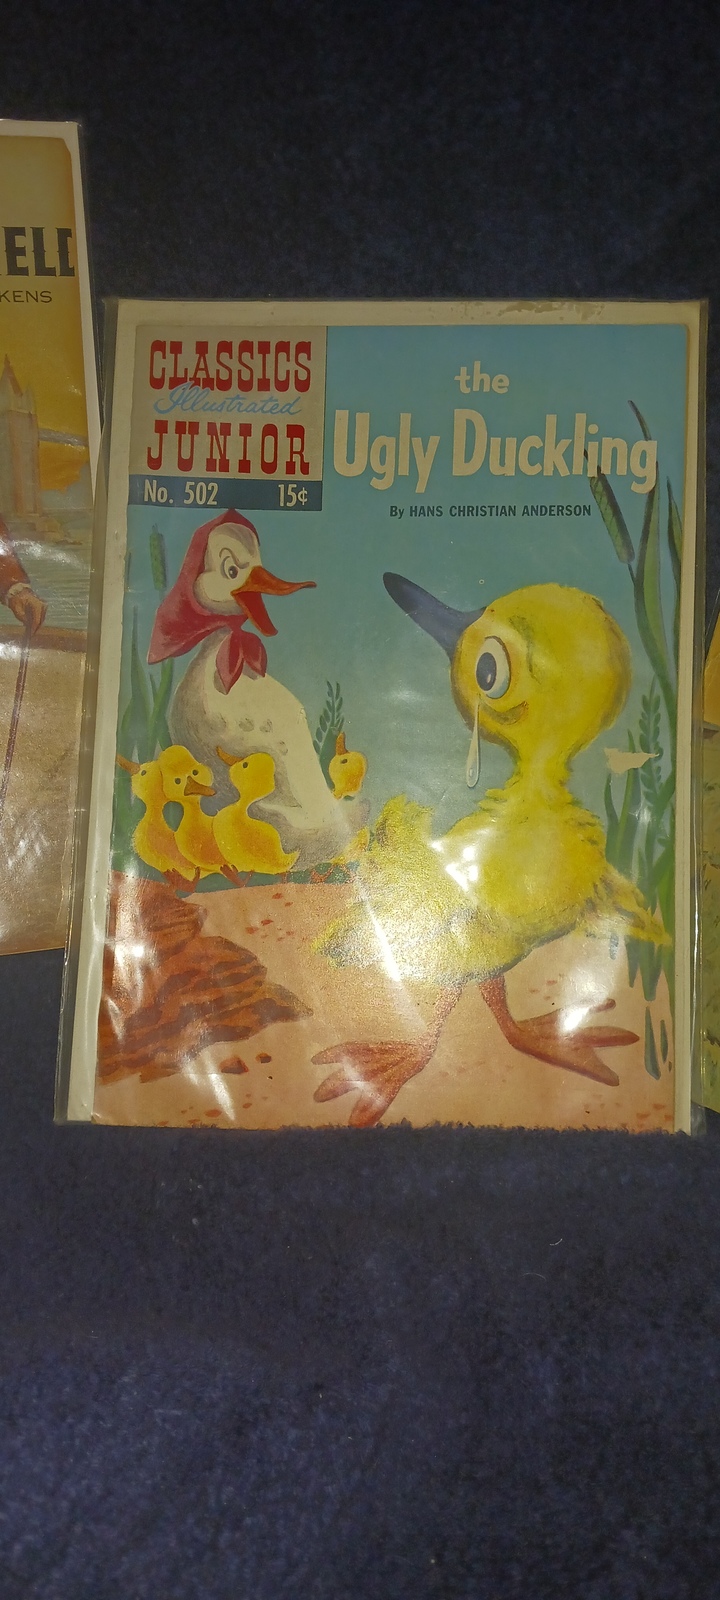 ELD
KENS
CLASSICS
Illustrated
JUNIOR
No. 502 15¢
the
Ugly Duckling
By HANS CHRISTIAN ANDERSON